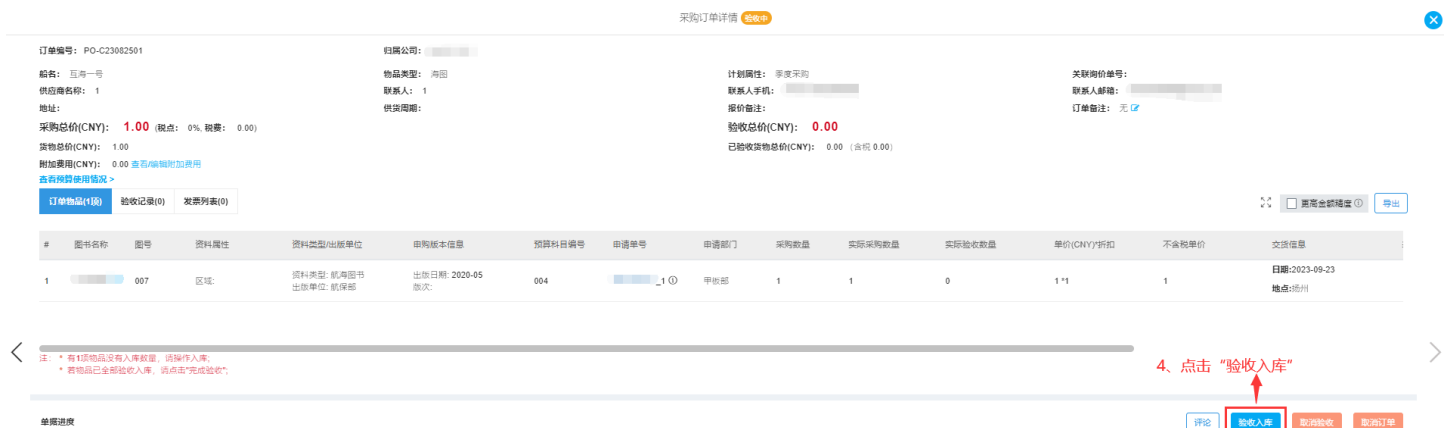 采购订单详情 验收中
订单编号: PO-C23082501 归属公司:
船名: 互海一号 物品类型: 海图 计划属性: 季度采购 关联询价单号:
供应商名称: 1 联系人: 1 联系人手机: 联系人邮箱:
地址: 供货周期: 报价备注: 订单备注: 无
采购总价(CNY): 1.00 (税点: 0%, 税费: 0.00) 验收总价(CNY): 0.00
货物总价(CNY): 1.00 已验收货物总价(CNY): 0.00 (含税 0.00)
附加费用(CNY): 0.00 查看/编辑附加费用
查看预算使用情况 >
订单物品(1项) 验收记录(0) 发票列表(0) 更高金额精度 导出
# 图书名称 图号 资料属性 资料类型/出版单位 申购版本信息 预算科目编号 申请单号 申请部门 采购数量 实际采购数量 实际验收数量 单价(CNY)*折扣 不含税单价 交货信息
1 007 区域: 资料类型: 航海图书 出版日期: 2020-05 004 _1 甲板部 1 1 0 1 *1 1 日期:2023-09-23
出版单位: 航保部 版次: 地点:扬州
注: * 有1项物品没有入库数量, 请操作入库;
* 若物品已全部验收入库, 请点击"完成验收";
4、点击“验收入库”
单据进度 评论 验收入库 取消验收 取消订单